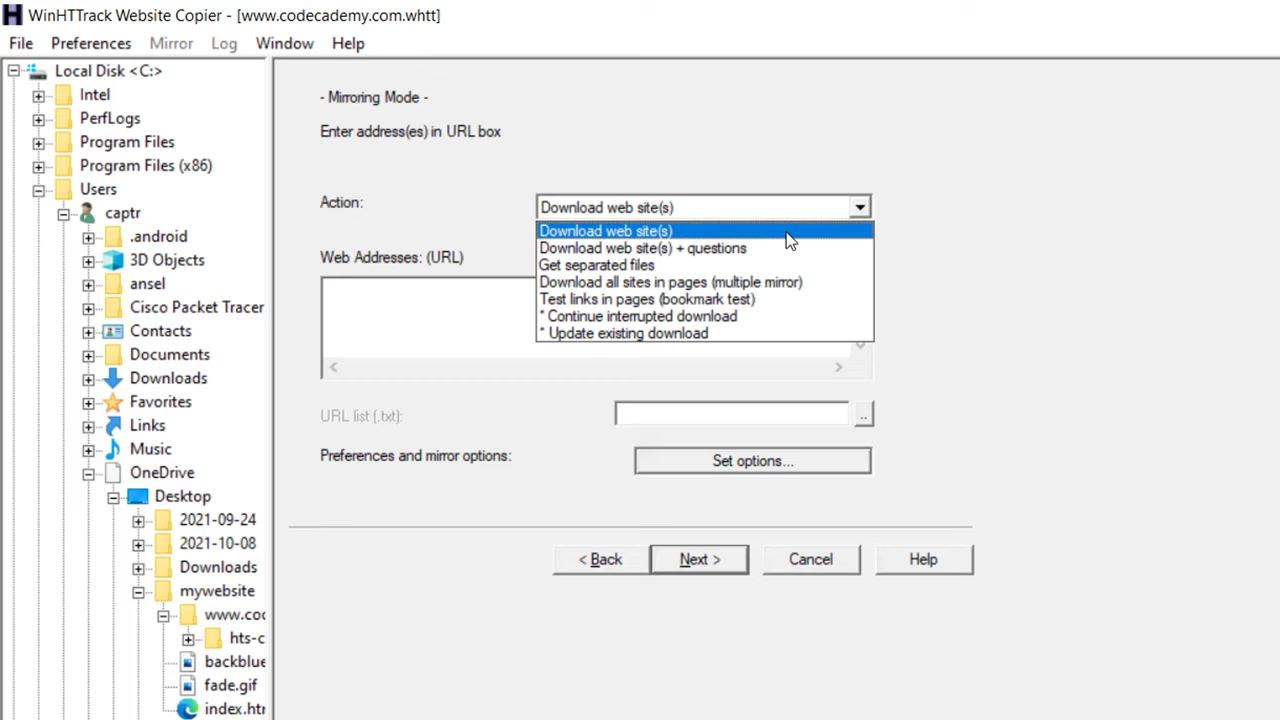 WinHTTrack Website Copier - [www.codecademy.com.whtt]
File Preferences Mirror Log Window Help
Local Disk <C:>
Intel
PerfLogs
Program Files
Program Files (x86)
Users
captr
.android
3D Objects
ansel
Cisco Packet Tracer
Contacts
Documents
Downloads
Favorites
Links
Music
OneDrive
Desktop
2021-09-24
2021-10-08
Downloads
mywebsite
www.coc
hts-c
backblue
fade.gif
index.htr
- Mirroring Mode -
Enter address(es) in URL box
Action:
Download web site(s)
Download web site(s)
Download web site(s) + questions
Get separated files
Download all sites in pages (multiple mirror)
Test links in pages (bookmark test)
* Continue interrupted download
* Update existing download
Web Addresses: (URL)
URL list (.txt):
..
Preferences and mirror options:
Set options...
< Back Next > Cancel Help